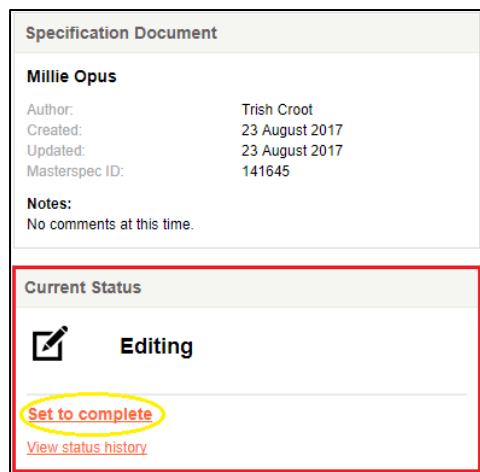 Specification Document
Millie Opus
Author: Trish Croot
Created: 23 August 2017
Updated: 23 August 2017
Masterspec ID: 141645
Notes:
No comments at this time.
Current Status
Editing
Set to complete
View status history